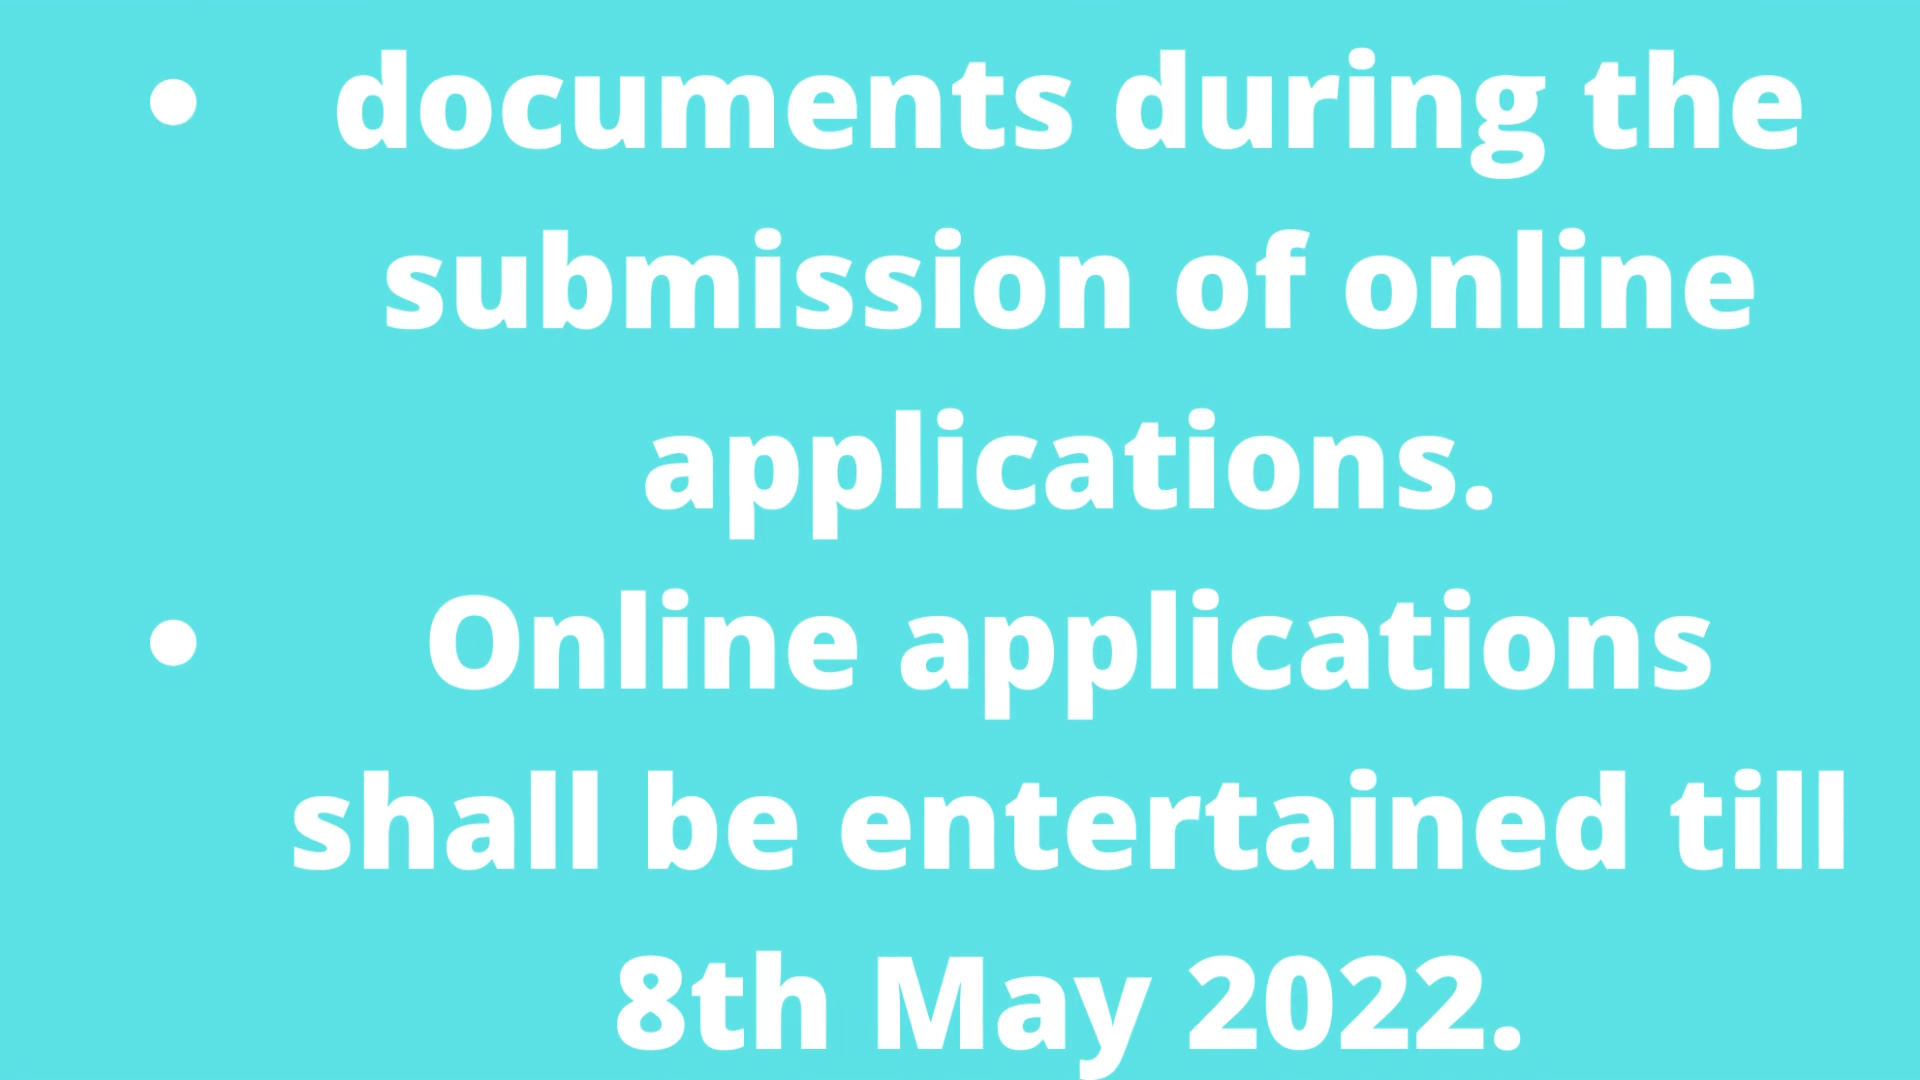 • documents during the
submission of online
applications.
• Online applications
shall be entertained till
8th May 2022.